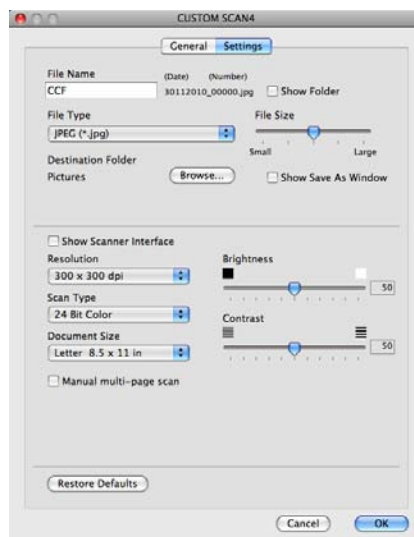 CUSTOM SCAN4
General Settings
File Name (Date) (Number)
CCF 30112010_00000.jpg Show Folder
File Type File Size
JPEG (*.jpg)
Small Large
Destination Folder
Pictures Browse... Show Save As Window
Show Scanner Interface
Resolution Brightness
300 x 300 dpi
50
Scan Type
24 Bit Color
Contrast
Document Size
Letter 8.5 x 11 in 50
Manual multi-page scan
Restore Defaults
Cancel OK